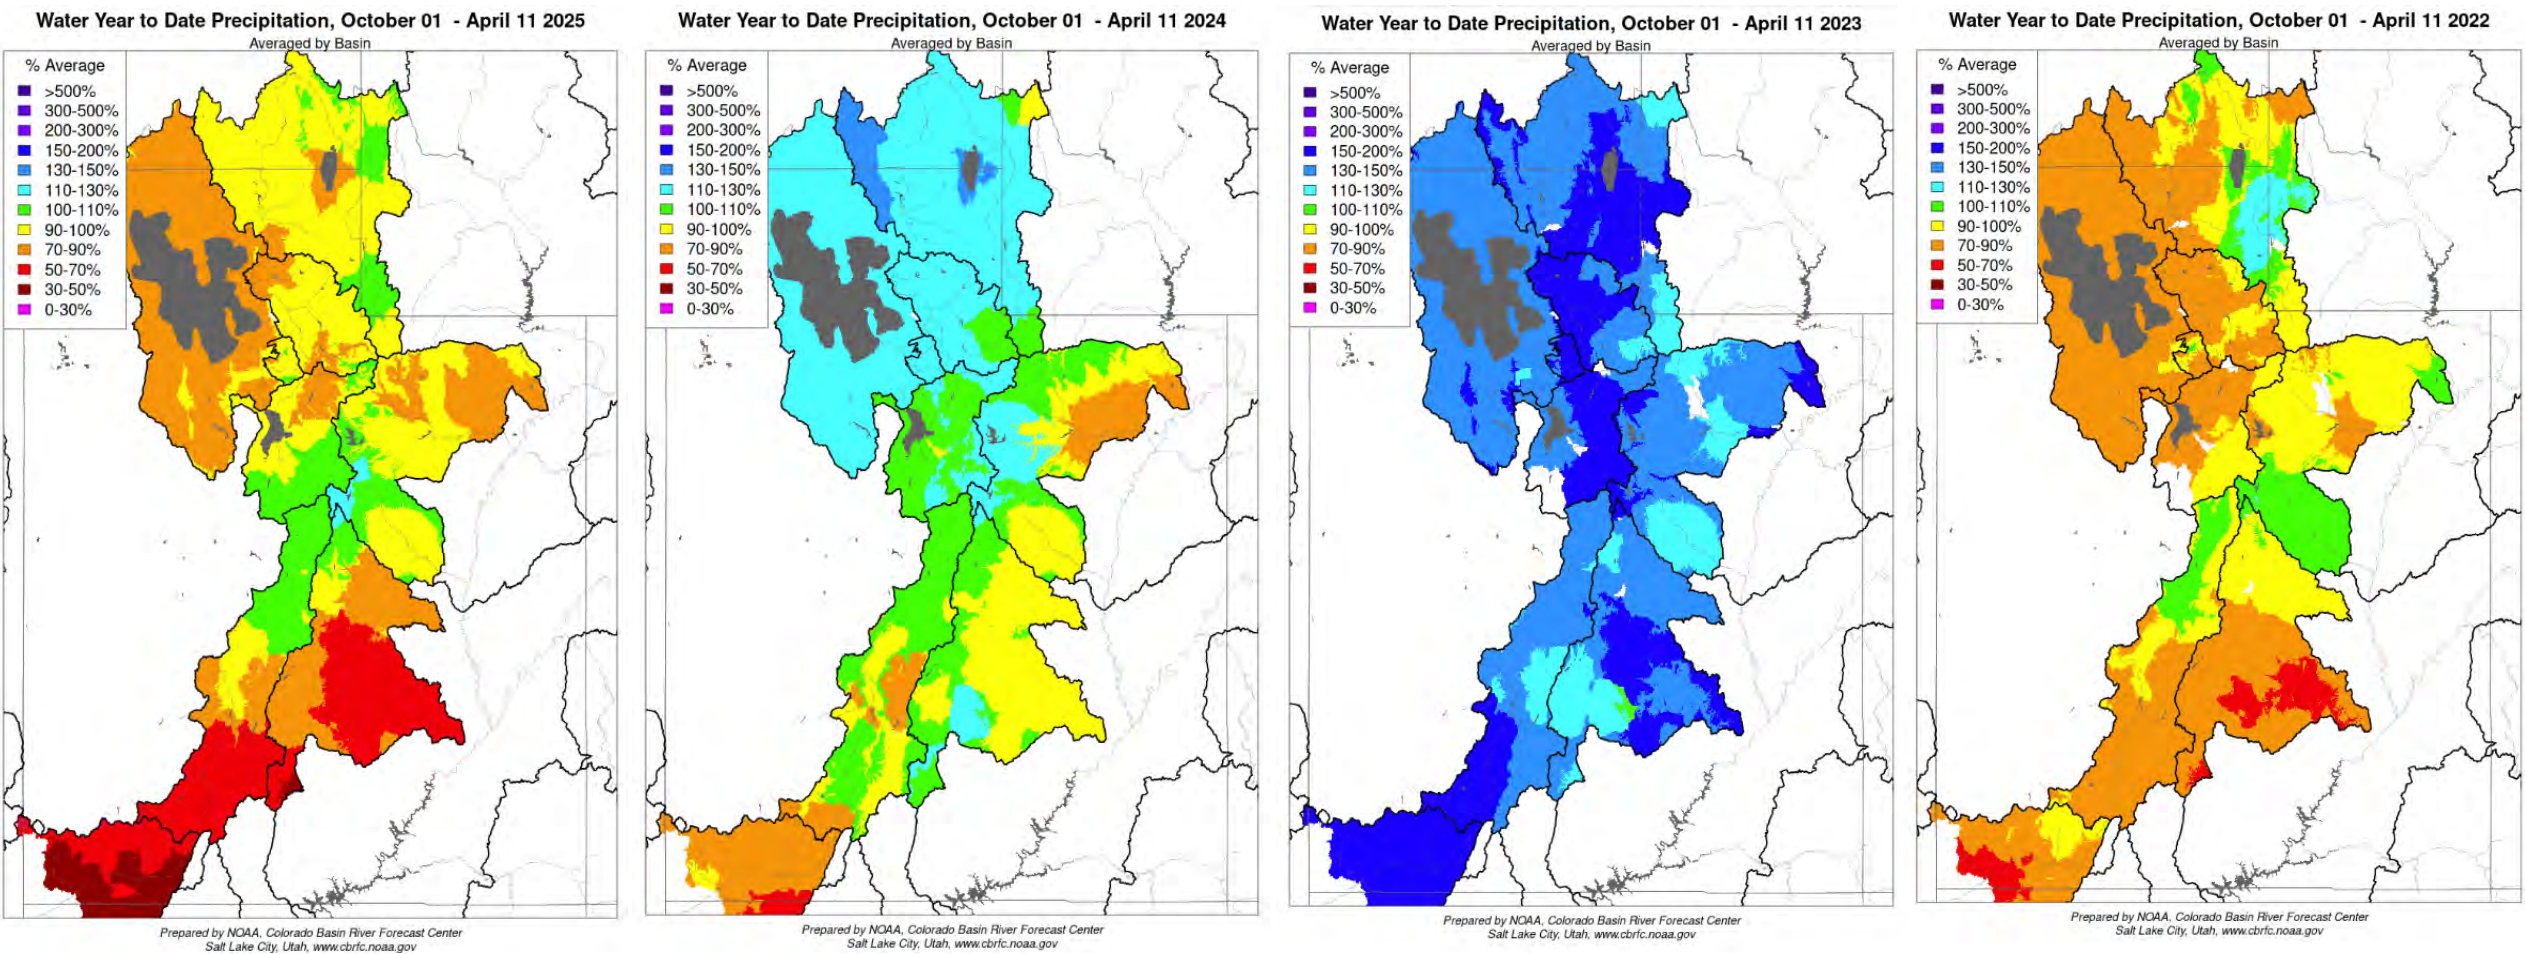 Water Year to Date Precipitation, October 01 - April 11 2025
Averaged by Basin
% Average
>500%
300-500%
200-300%
150-200%
130-150%
110-130%
100-110%
90-100%
70-90%
50-70%
30-50%
0-30%
Prepared by NOAA, Colorado Basin River Forecast Center
Salt Lake City, Utah, www.cbrfc.noaa.gov
Water Year to Date Precipitation, October 01 - April 11 2024
Averaged by Basin
% Average
>500%
300-500%
200-300%
150-200%
130-150%
110-130%
100-110%
90-100%
70-90%
50-70%
30-50%
0-30%
Prepared by NOAA, Colorado Basin River Forecast Center
Salt Lake City, Utah, www.cbrfc.noaa.gov
Water Year to Date Precipitation, October 01 - April 11 2023
Averaged by Basin
% Average
>500%
300-500%
200-300%
150-200%
130-150%
110-130%
100-110%
90-100%
70-90%
50-70%
30-50%
0-30%
Prepared by NOAA, Colorado Basin River Forecast Center
Salt Lake City, Utah, www.cbrfc.noaa.gov
Water Year to Date Precipitation, October 01 - April 11 2022
Averaged by Basin
% Average
>500%
300-500%
200-300%
150-200%
130-150%
110-130%
100-110%
90-100%
70-90%
50-70%
30-50%
0-30%
Prepared by NOAA, Colorado Basin River Forecast Center
Salt Lake City, Utah, www.cbrfc.noaa.gov